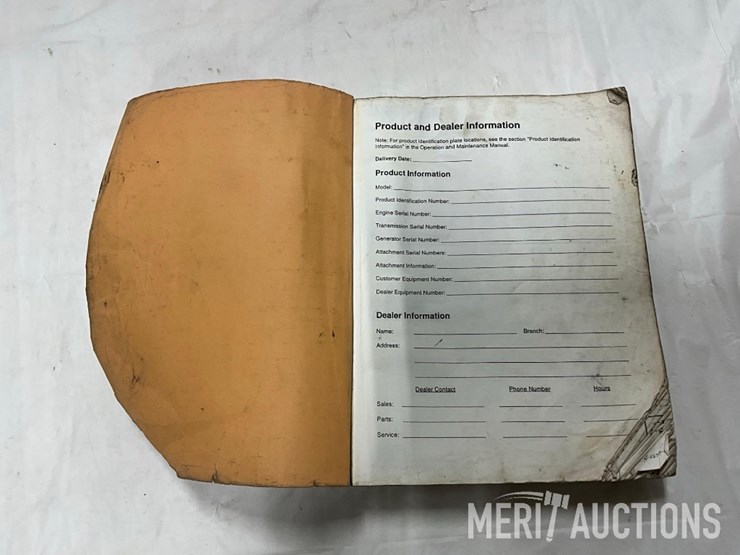 Product and Dealer Information
Note: For product identification plate locations, see the section "Product Identification
Information" in the Operation and Maintenance Manual.
Delivery Date:
Product Information
Model:
Product Identification Number:
Engine Serial Number:
Transmission Serial Number:
Generator Serial Number:
Attachment Serial Numbers:
Attachment Information:
Customer Equipment Number:
Dealer Equipment Number:
Dealer Information
Name: Branch:
Address:
Dealer Contact Phone Number Hours
Sales:
Parts:
Service:
MERIT AUCTIONS